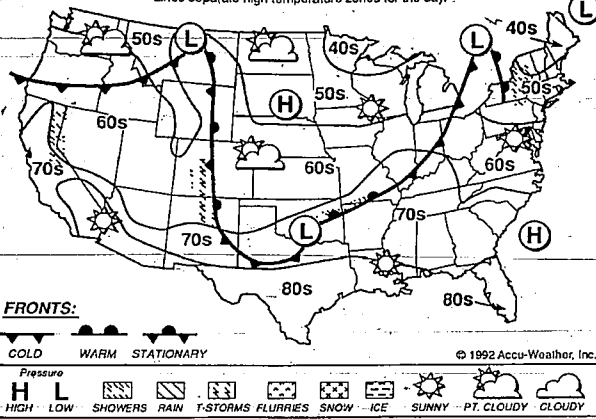 Lines separate high temperature zones for the day.
L
40s
50s
L
40s
L
50s
H
50s
60s
60s
60s
70s
70s
L
70s
H
80s
80s
FRONTS:
COLD WARM STATIONARY
© 1992 Accu-Weather, Inc.
Pressure
H L
HIGH LOW SHOWERS RAIN T-STORMS FLURRIES SNOW ICE SUNNY PT. CLOUDY CLOUDY